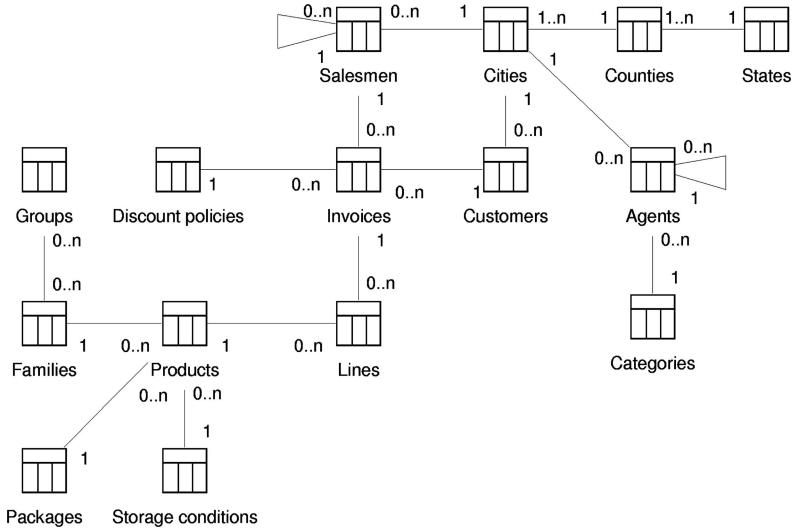 0..n 0..n 1 1..n 1 1..n 1
1
Salesmen Cities Counties States
1 1 1
0..n 0..n 0..n 0..n
1 0..n 0..n 1 1
Groups Discount policies Invoices Customers Agents
0..n 1 0..n
0..n 0..n 1
1 0..n 1 0..n
Families Products Lines Categories
0..n 0..n
1 1
Packages Storage conditions